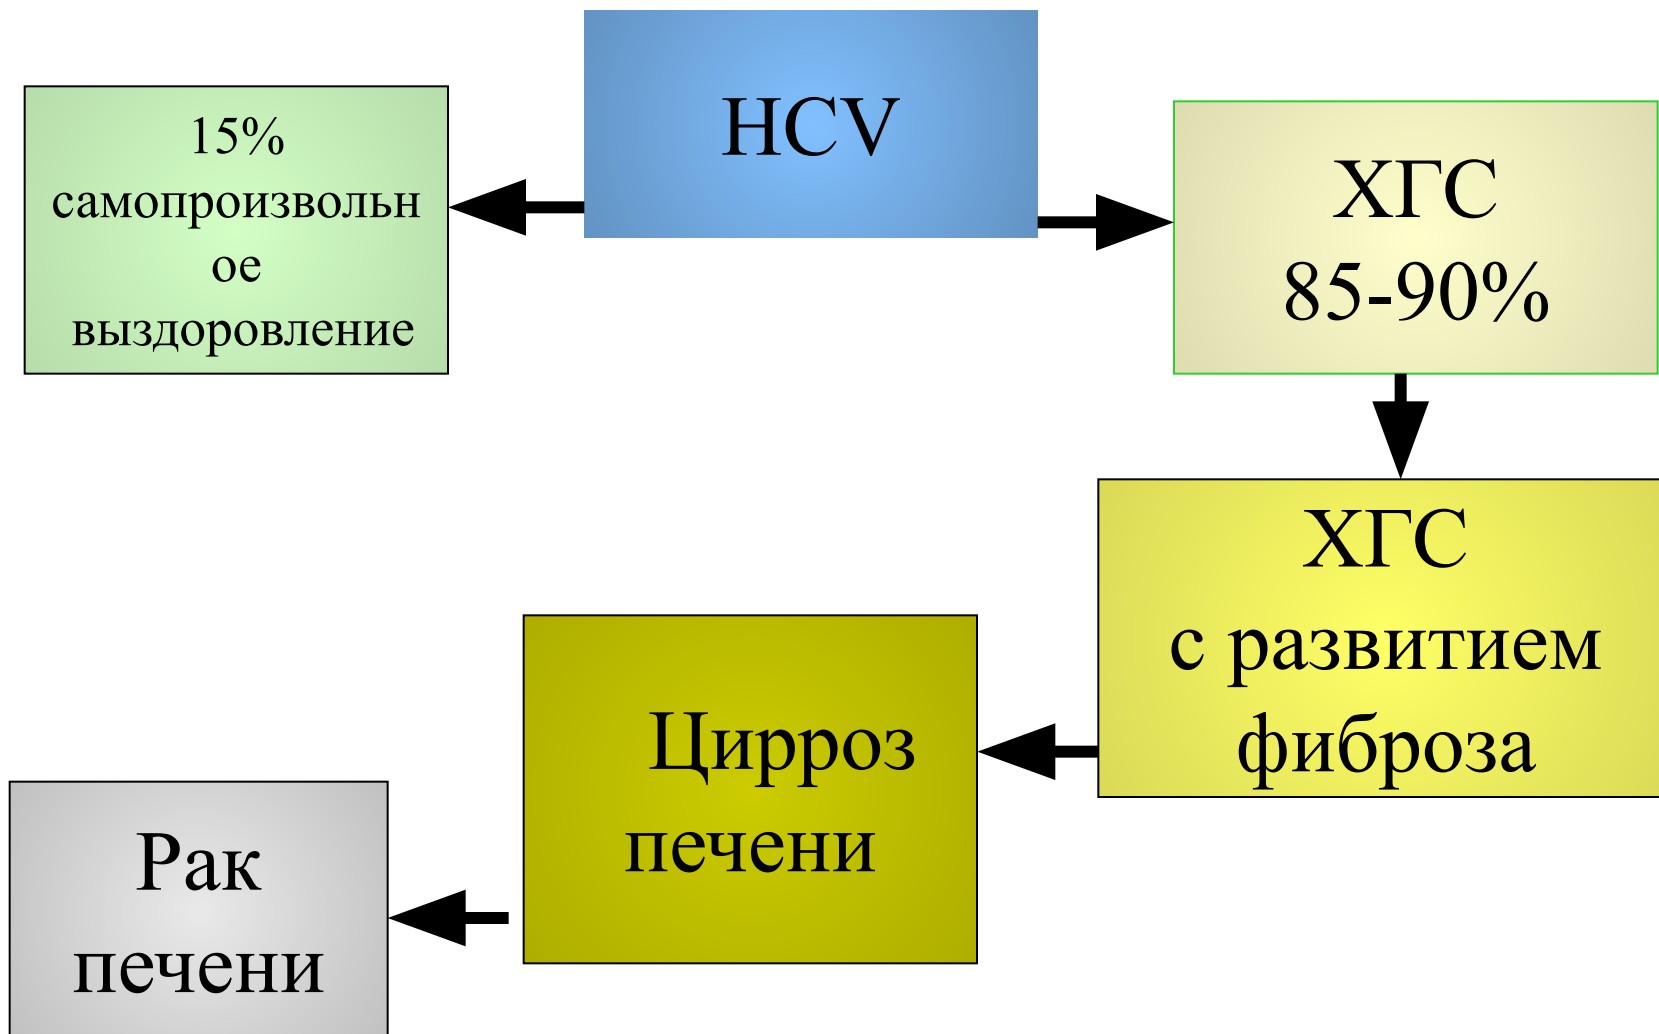 HCV
15%
самопроизвольн
ое
выздоровление
ХГС
85-90%
ХГС
с развитием
фиброза
Цирроз
печени
Рак
печени